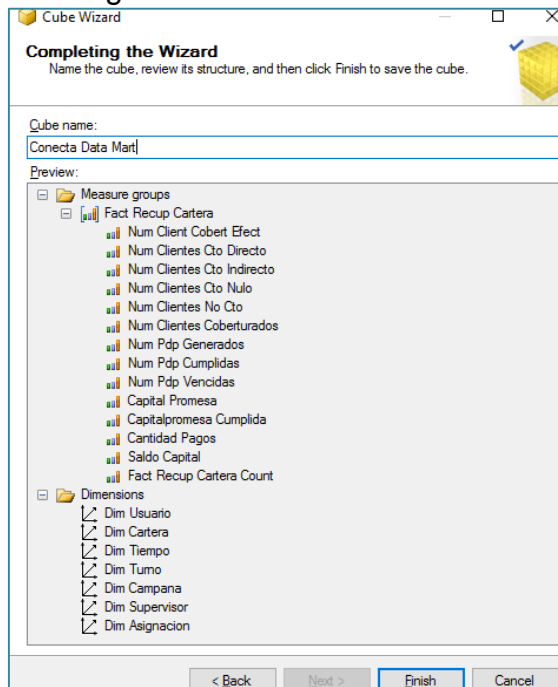 Cube Wizard
Completing the Wizard
Name the cube, review its structure, and then click Finish to save the cube.
Cube name:
Conecta Data Mart
Preview:
Measure groups
Fact Recup Cartera
Num Client Cobert Efect
Num Clientes Cto Directo
Num Clientes Cto Indirecto
Num Clientes Cto Nulo
Num Clientes No Cto
Num Clientes Coberturados
Num Pdp Generados
Num Pdp Cumplidas
Num Pdp Vencidas
Capital Promesa
Capitalpromesa Cumplida
Cantidad Pagos
Saldo Capital
Fact Recup Cartera Count
Dimensions
Dim Usuario
Dim Cartera
Dim Tiempo
Dim Turno
Dim Campana
Dim Supervisor
Dim Asignacion
< Back Next > Finish Cancel